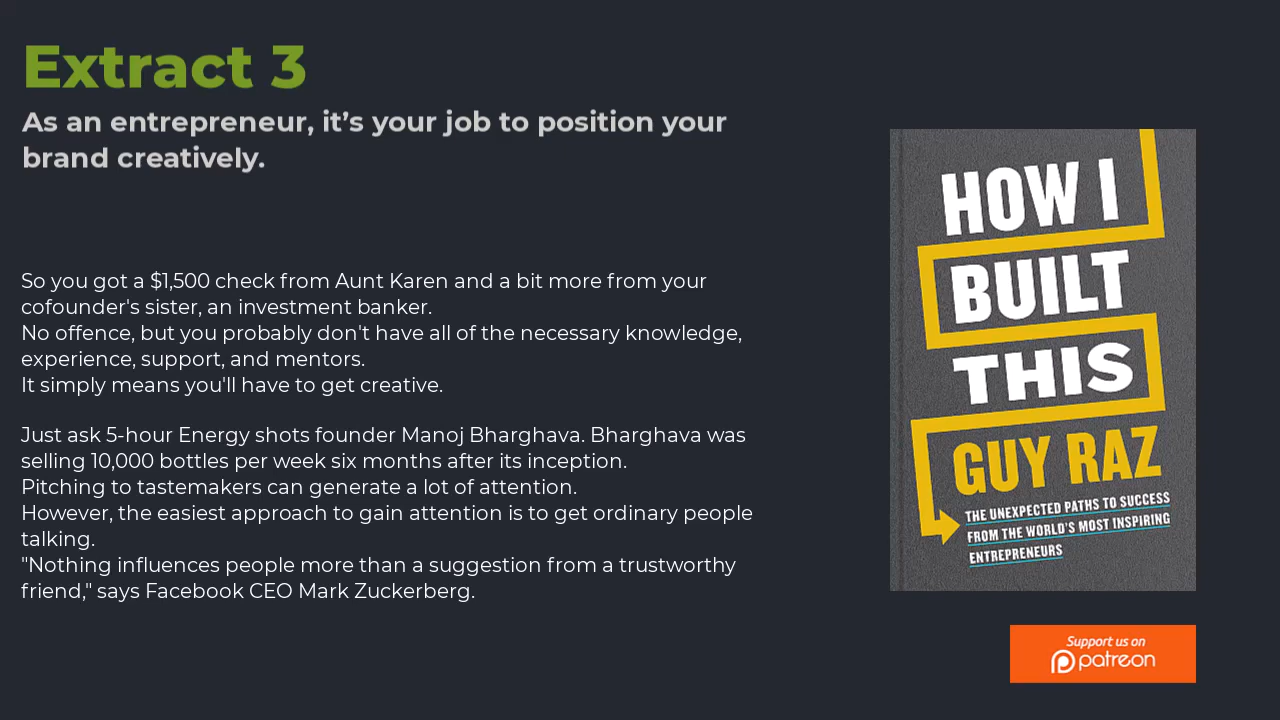 Extract 3
As an entrepreneur, it’s your job to position your
brand creatively.
So you got a $1,500 check from Aunt Karen and a bit more from your
cofounder's sister, an investment banker.
No offence, but you probably don't have all of the necessary knowledge,
experience, support, and mentors.
It simply means you'll have to get creative.
Just ask 5-hour Energy shots founder Manoj Bharghava. Bharghava was
selling 10,000 bottles per week six months after its inception.
Pitching to tastemakers can generate a lot of attention.
However, the easiest approach to gain attention is to get ordinary people
talking.
"Nothing influences people more than a suggestion from a trustworthy
friend," says Facebook CEO Mark Zuckerberg.
HOW I
BUILT
THIS
GUY RAZ
THE UNEXPECTED PATHS TO SUCCESS
FROM THE WORLD'S MOST INSPIRING
ENTREPRENEURS
Support us on
patreon